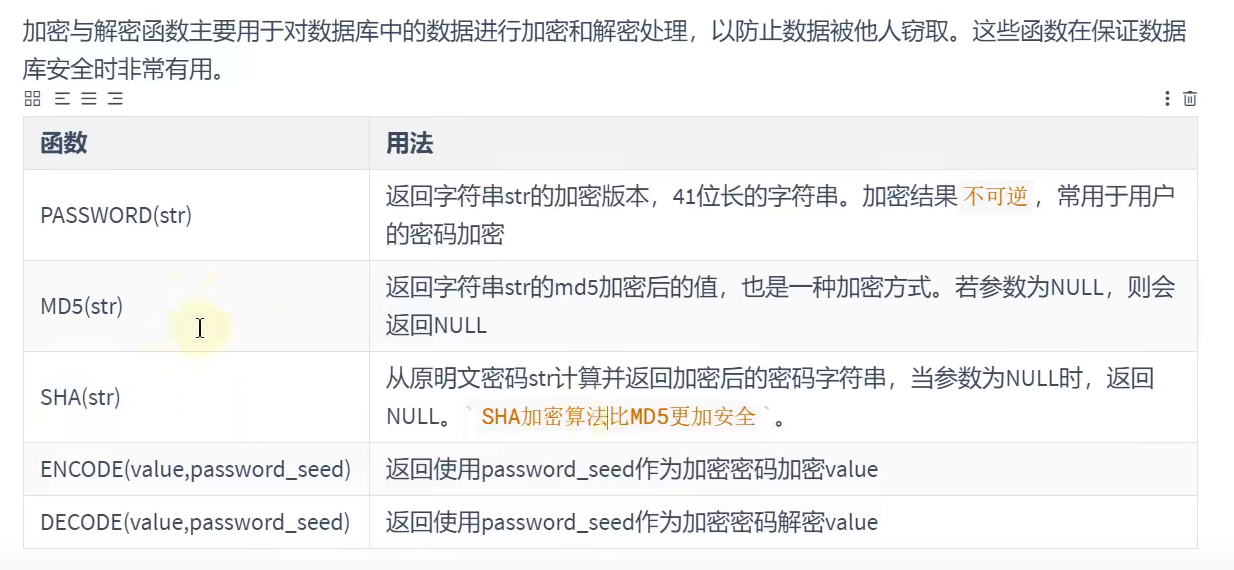 加密与解密函数主要用于对数据库中的数据进行加密和解密处理，以防止数据被他人窃取。这些函数在保证数据
库安全时非常有用。
函数 用法
PASSWORD(str) 返回字符串str的加密版本，41位长的字符串。加密结果 不可逆 ，常用于用户
的密码加密
MD5(str) 返回字符串str的md5加密后的值，也是一种加密方式。若参数为NULL，则会
返回NULL
SHA(str) 从原明文密码str计算并返回加密后的密码字符串，当参数为NULL时，返回
NULL。` SHA加密算法比MD5更加安全 `。
ENCODE(value,password_seed) 返回使用password_seed作为加密密码加密value
DECODE(value,password_seed) 返回使用password_seed作为加密密码解密value